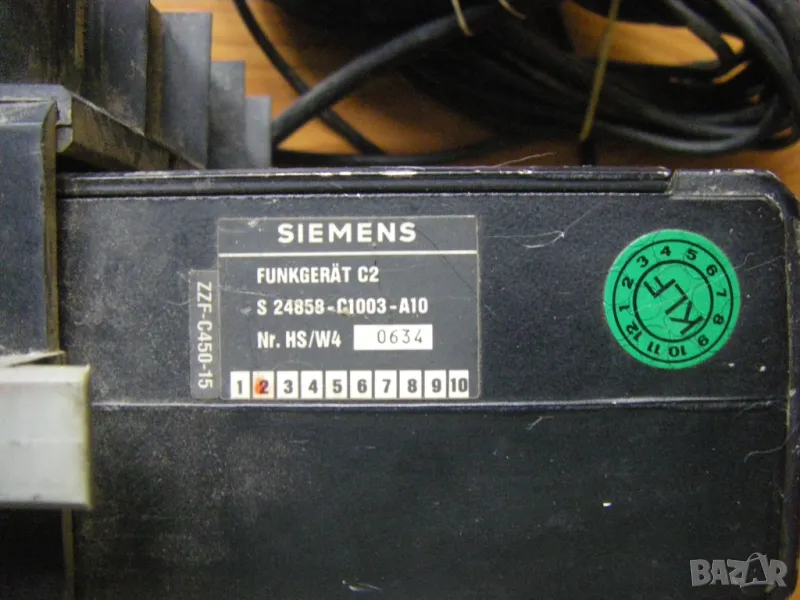 SIEMENS
FUNKGERÄT C2
S 24858-C1003-A10
Nr. HS/W4 0634
1 2 3 4 5 6 7 8 9 10
ZZF-C450-15
1 2 3 4 5 6 7 8 9 10 11 12
KLF
BAZAR